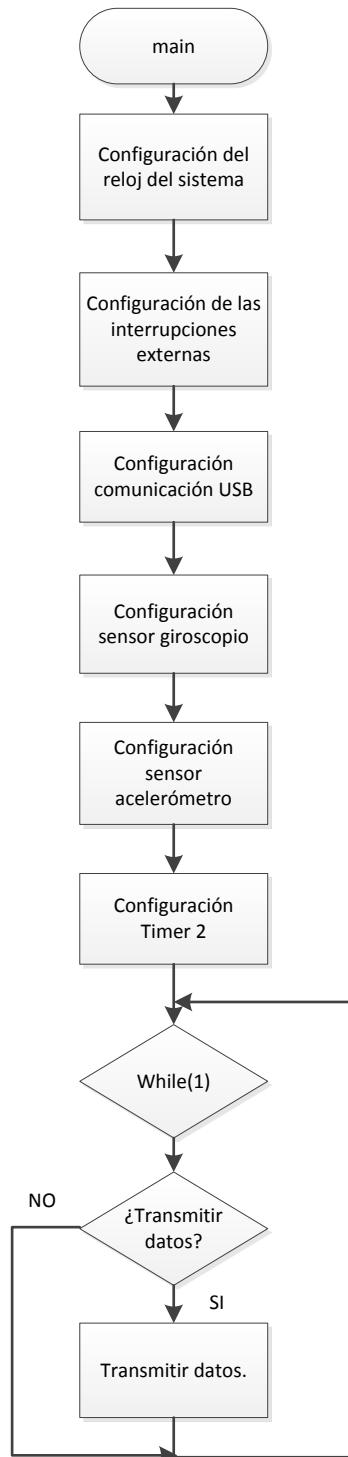 main
Configuración del
reloj del sistema
Configuración de las
interrupciones
externas
Configuración
comunicación USB
Configuración
sensor giroscopio
Configuración
sensor
acelerómetro
Configuración
Timer 2
While(1)
NO
¿Transmitir
datos?
SI
Transmitir datos.